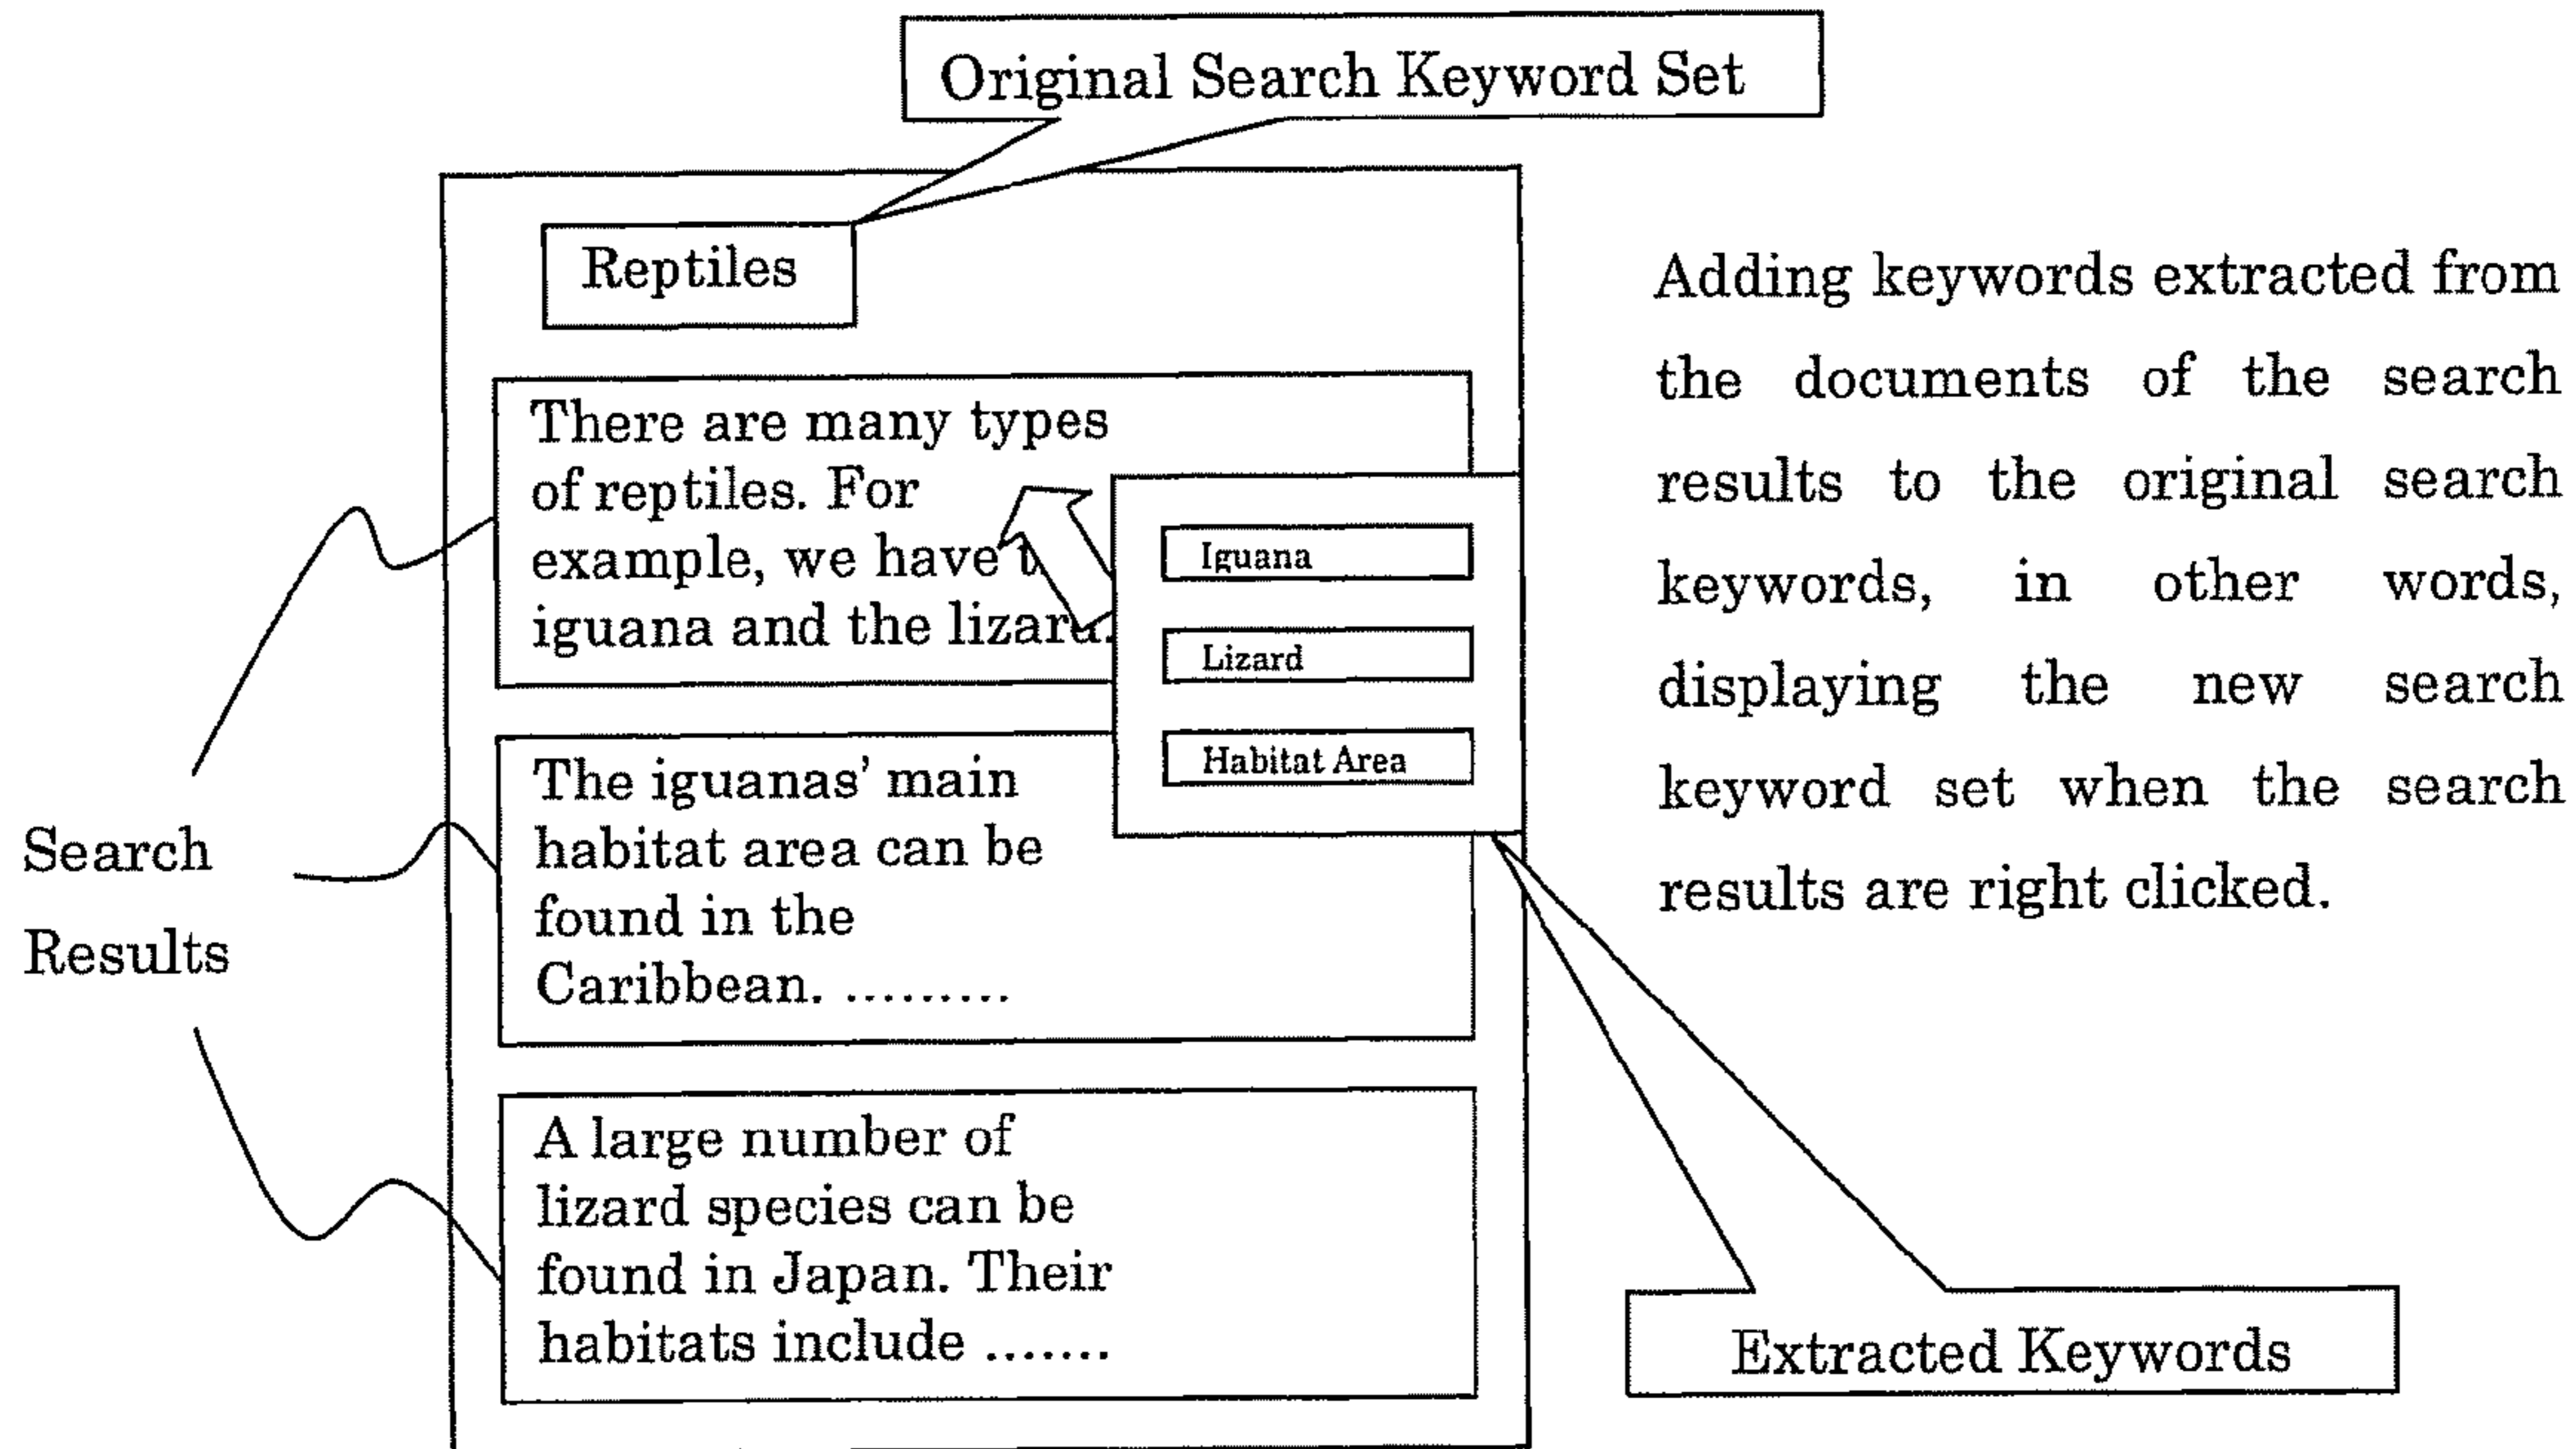 Original Search Keyword Set
Reptiles
There are many types
of reptiles. For
example, we have t
iguana and the lizard.
Iguana
Lizard
Habitat Area
The iguanas’ main
habitat area can be
found in the
Caribbean. .........
A large number of
lizard species can be
found in Japan. Their
habitats include .......
Search
Results
Adding keywords extracted from
the documents of the search
results to the original search
keywords, in other words,
displaying the new search
keyword set when the search
results are right clicked.
Extracted Keywords